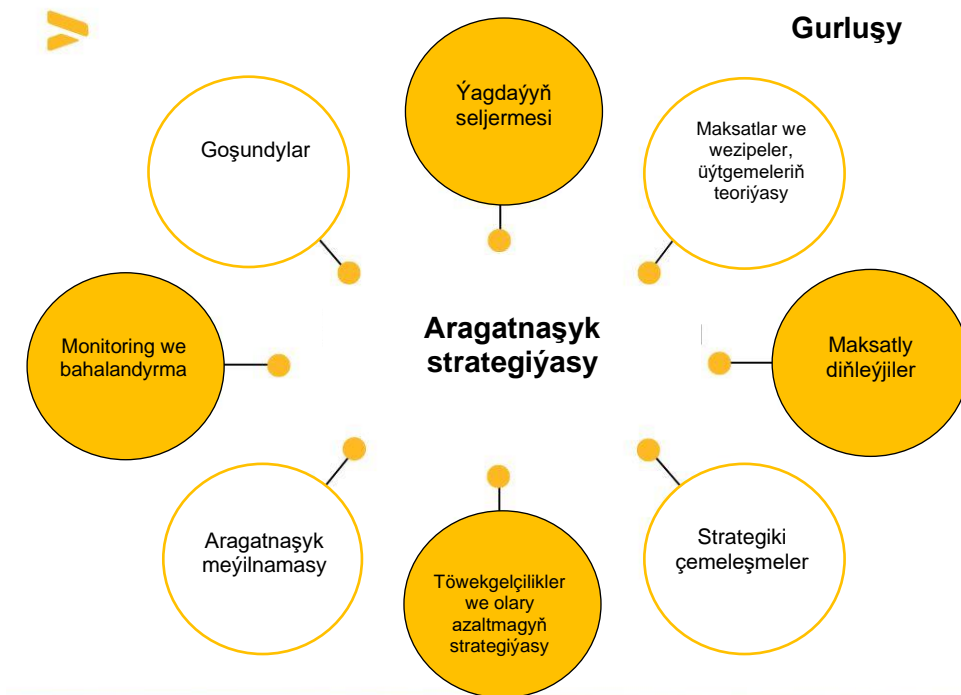 Gurluşy
Ýagdaýyň
seljermesi
Maksatlar we
wezipeler,
üýtgemeleriň
teoriýasy
Maksatly
diňleýjiler
Strategiki
çemeleşmeler
Töwekgelçilikler
we olary
azaltmagyň
strategiýasy
Aragatnaşyk
meýilnamasy
Monitoring we
bahalandyrma
Goşundylar
Aragatnaşyk
strategiýasy